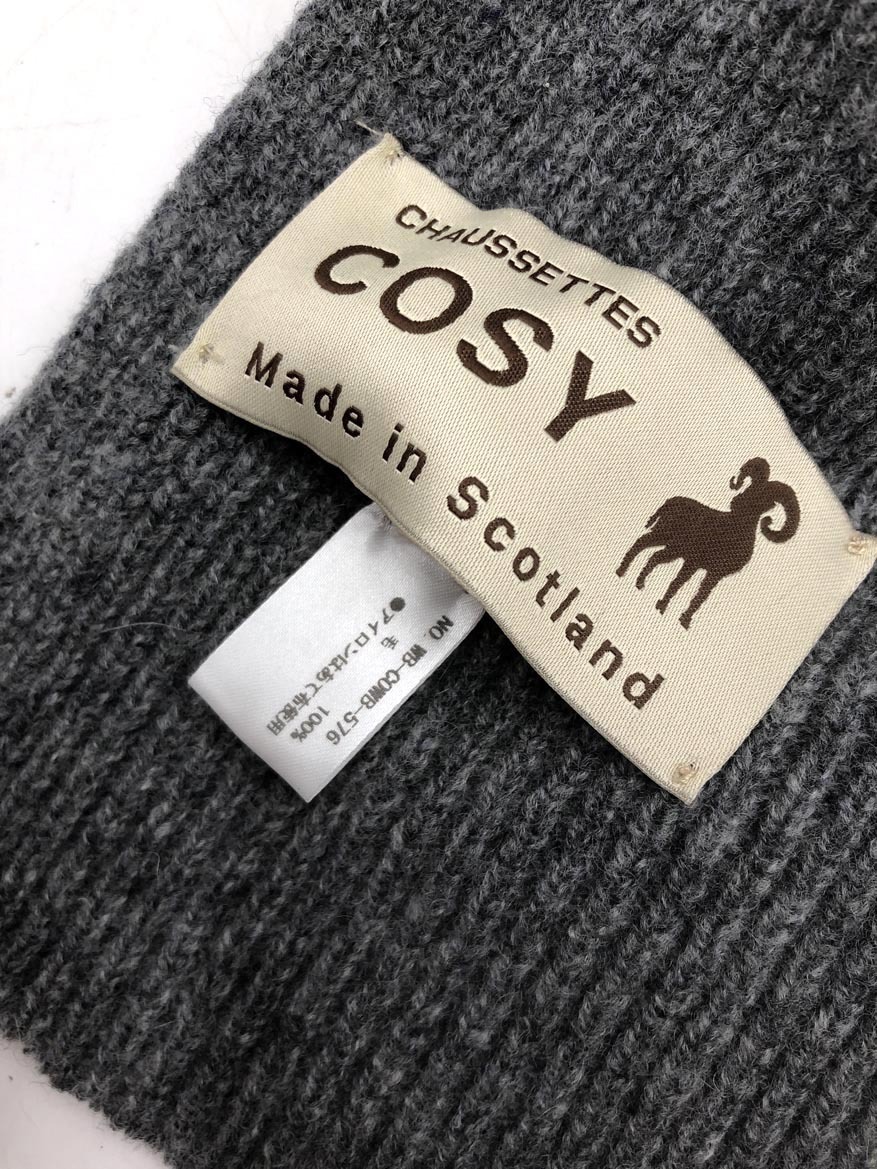 CHAUSSETTES
COSY
Made in Scotland
NO. WB-COWB-576
毛 100%
●アイロンはあて布使用